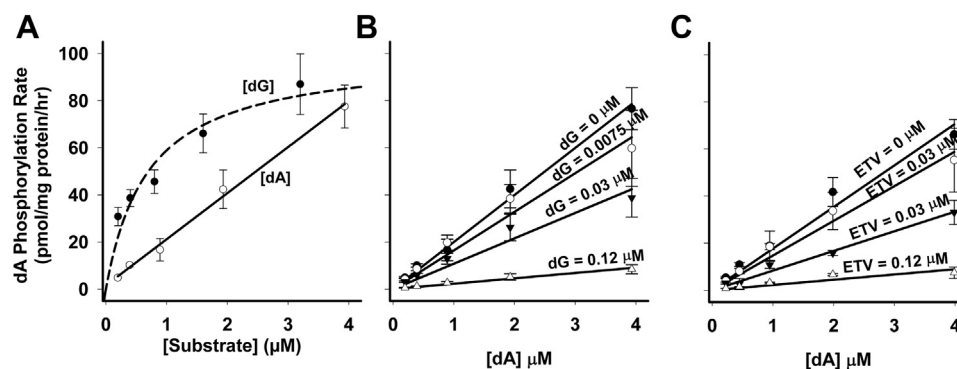 A
B
C
dA Phosphorylation Rate
(pmol/mg protein/hr)
100
80
60
40
20
0
[dG]
[dA]
0 1 2 3 4
[Substrate] (µM)
dG = 0 µM
dG = 0.0075 µM
dG = 0.03 µM
dG = 0.12 µM
0 1 2 3 4
[dA] µM
ETV = 0 µM
ETV = 0.03 µM
ETV = 0.03 µM
ETV = 0.12 µM
0 1 2 3 4
[dA] µM